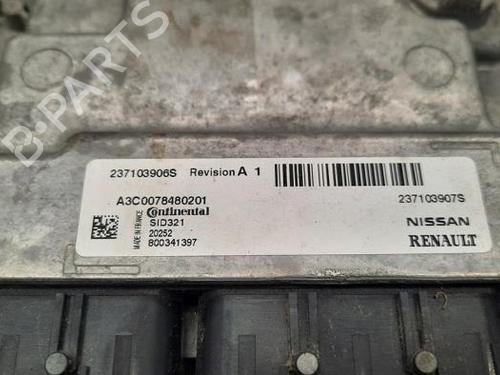 B-Parts
237103906S Revision A 1
A3C0078480201
237103907S
Continental
SID321
NISSAN
MADE IN FRANCE
20252
RENAULT
800341397